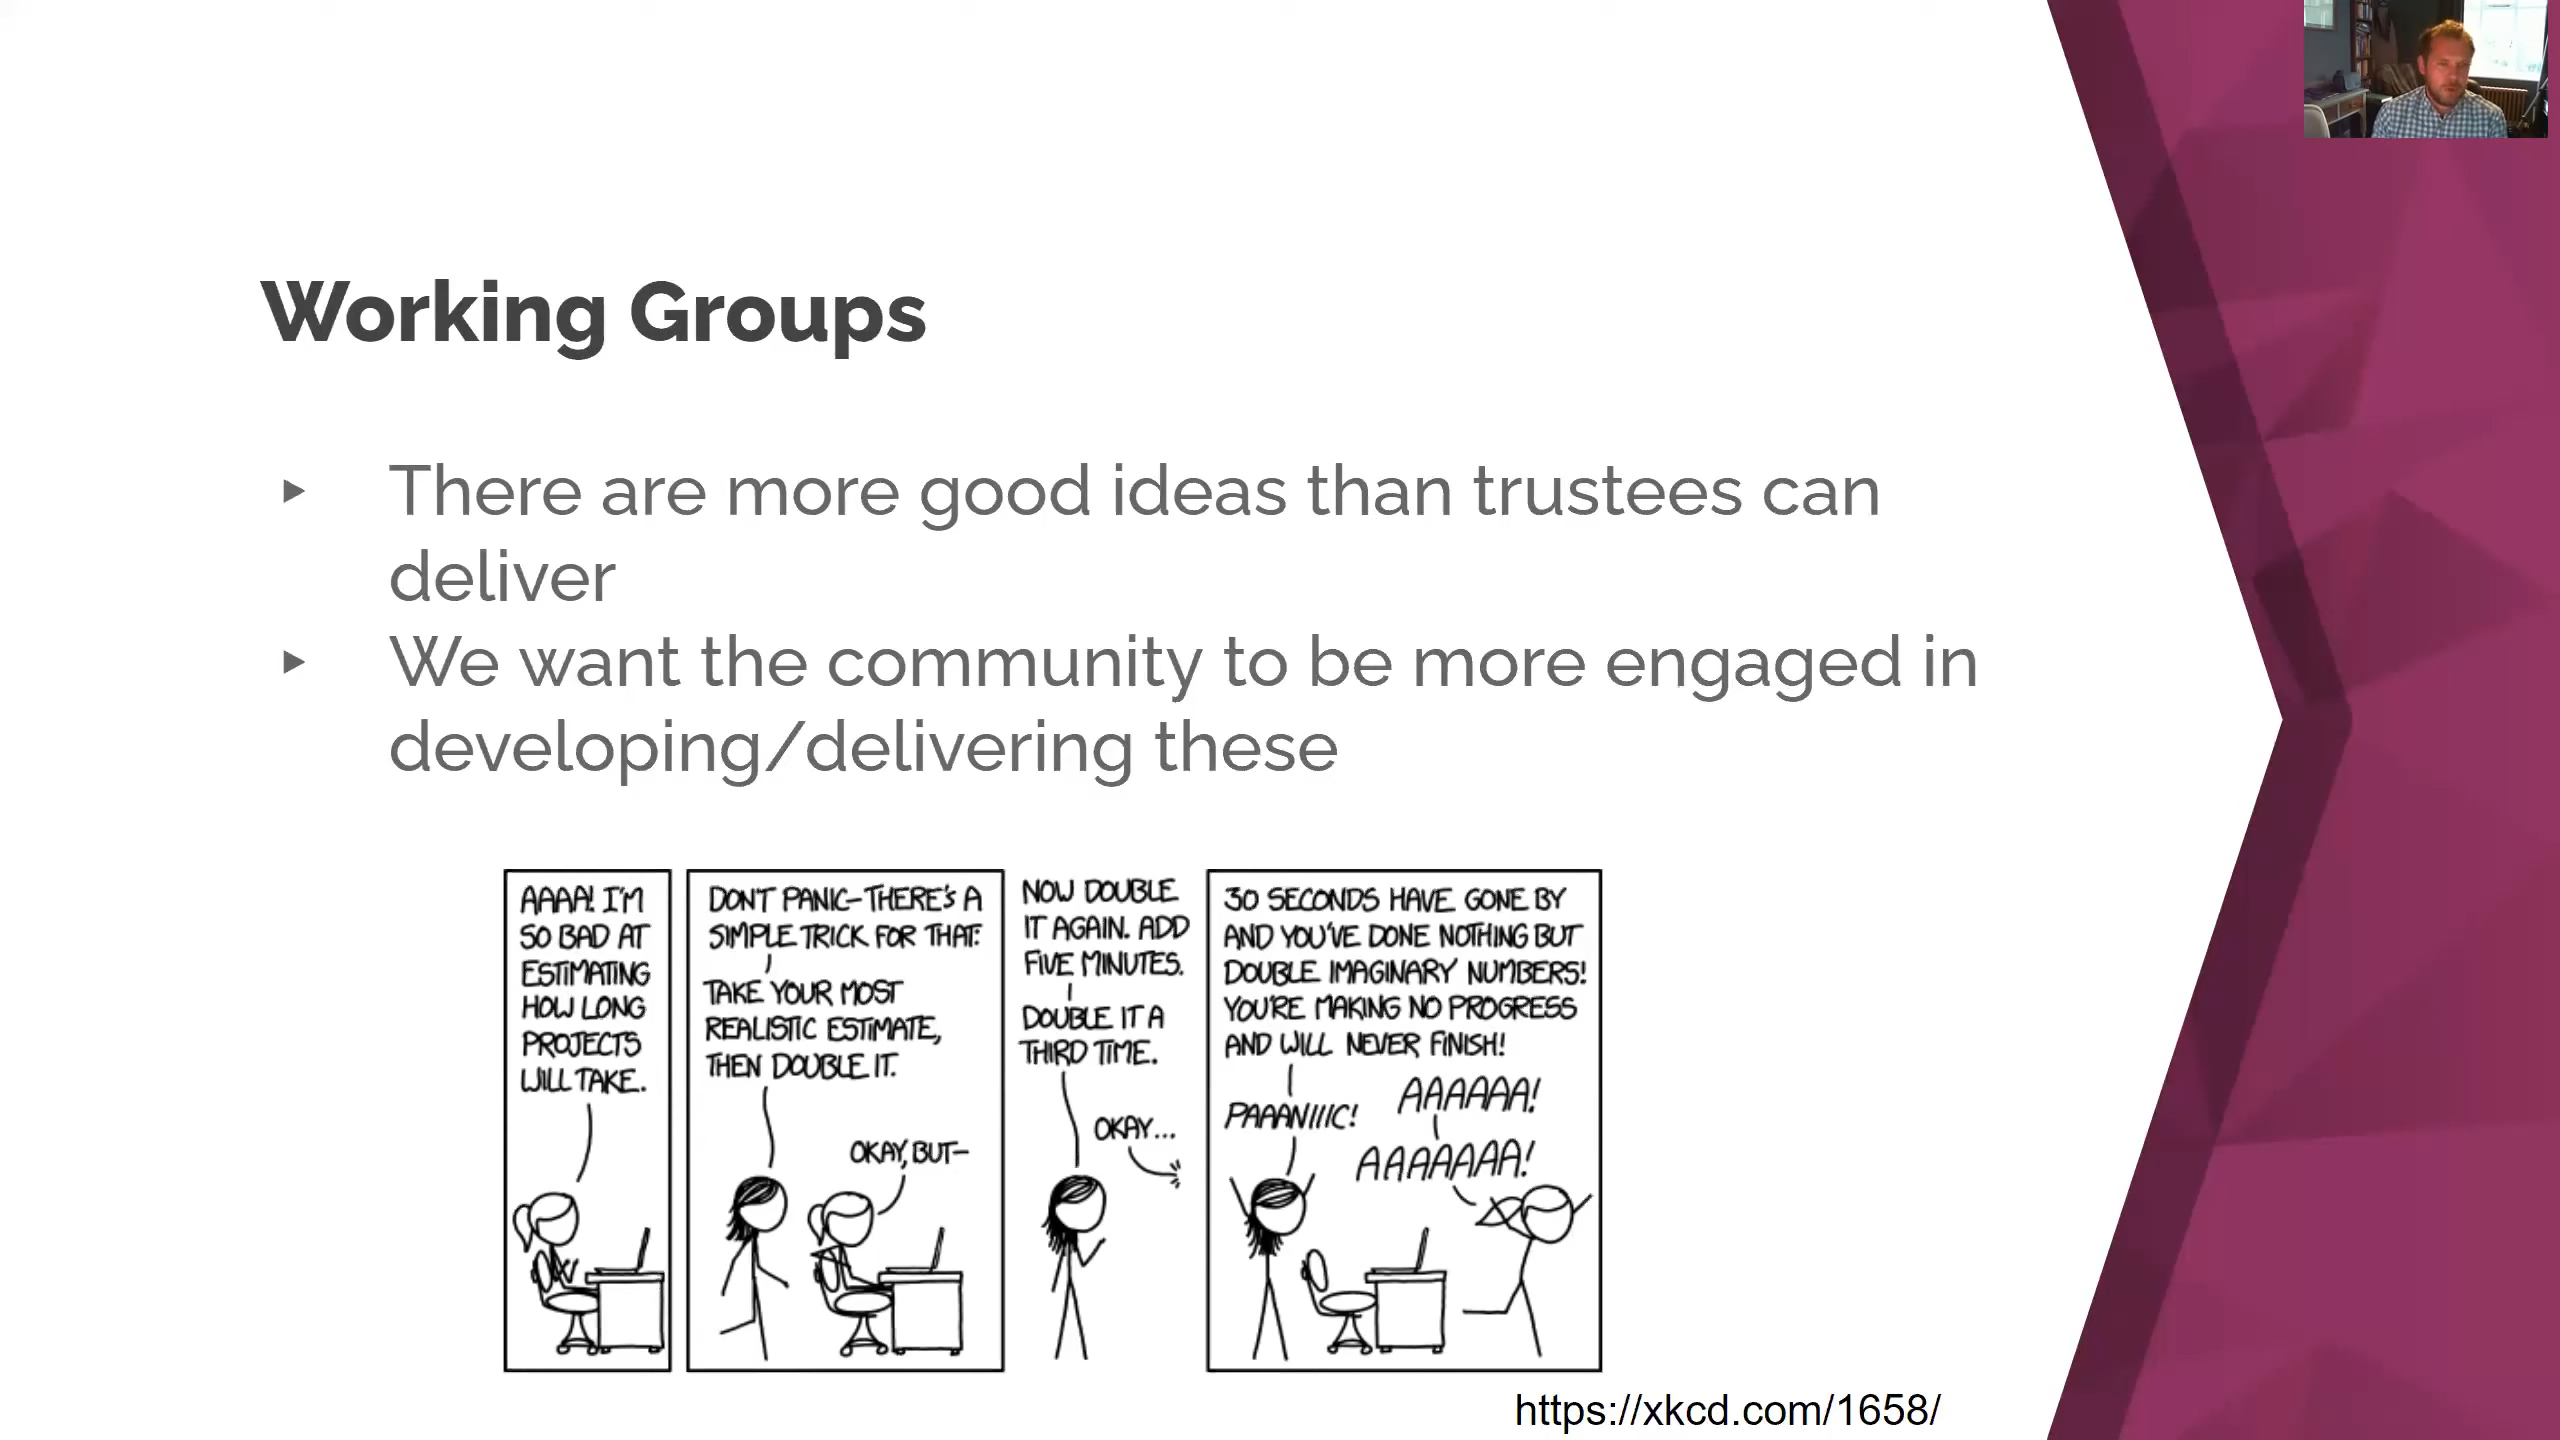 Working Groups
There are more good ideas than trustees can
deliver
We want the community to be more engaged in
developing/delivering these
AAAA! I'M
SO BAD AT
ESTIMATING
HOW LONG
PROJECTS
WILL TAKE.
DON'T PANIC—THERE'S A
SIMPLE TRICK FOR THAT:
TAKE YOUR MOST
REALISTIC ESTIMATE,
THEN DOUBLE IT.
OKAY, BUT—
NOW DOUBLE
IT AGAIN. ADD
FIVE MINUTES.
DOUBLE IT A
THIRD TIME.
OKAY...
30 SECONDS HAVE GONE BY
AND YOU'VE DONE NOTHING BUT
DOUBLE IMAGINARY NUMBERS!
YOU'RE MAKING NO PROGRESS
AND WILL NEVER FINISH!
PAAANIIIC!
AAAAAA!
AAAAAAA!
https://xkcd.com/1658/